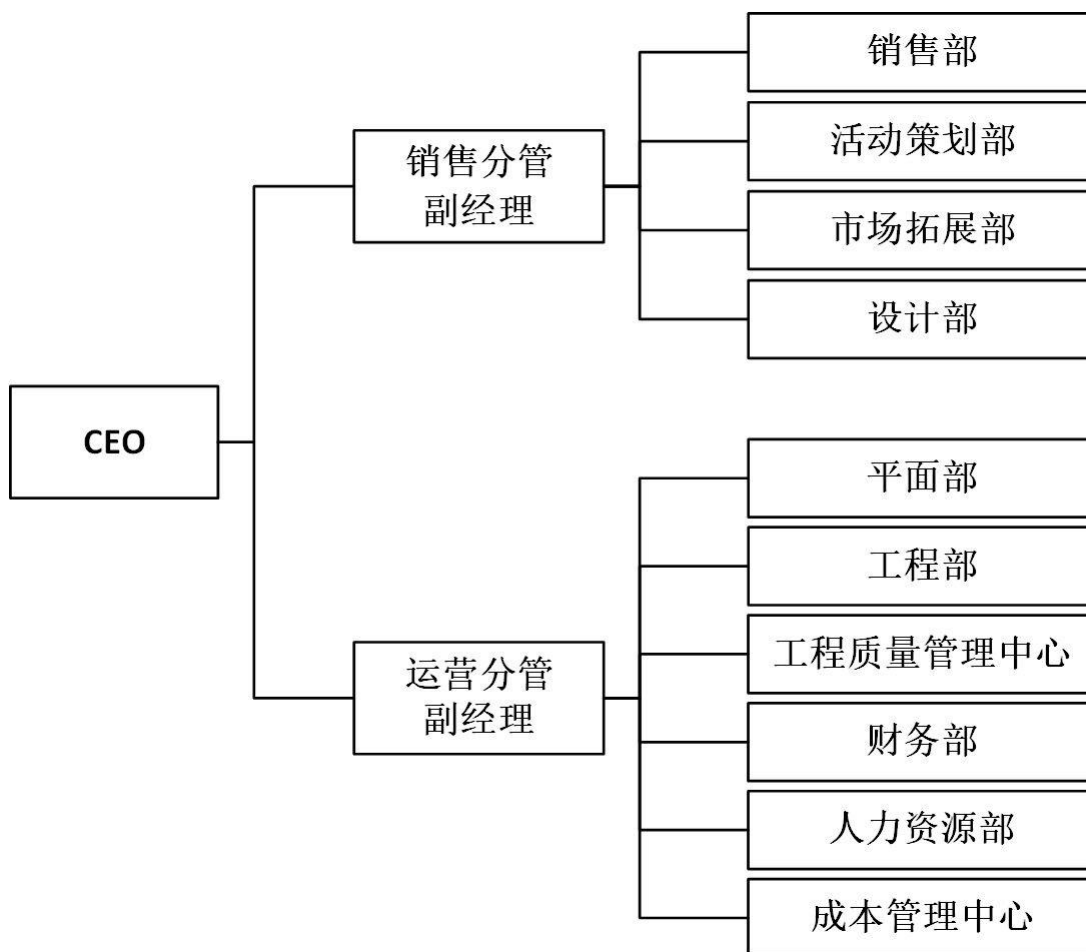 销售部
活动策划部
市场拓展部
设计部
销售分管
副经理
CEO
平面部
工程部
工程质量管理中心
财务部
人力资源部
成本管理中心
运营分管
副经理